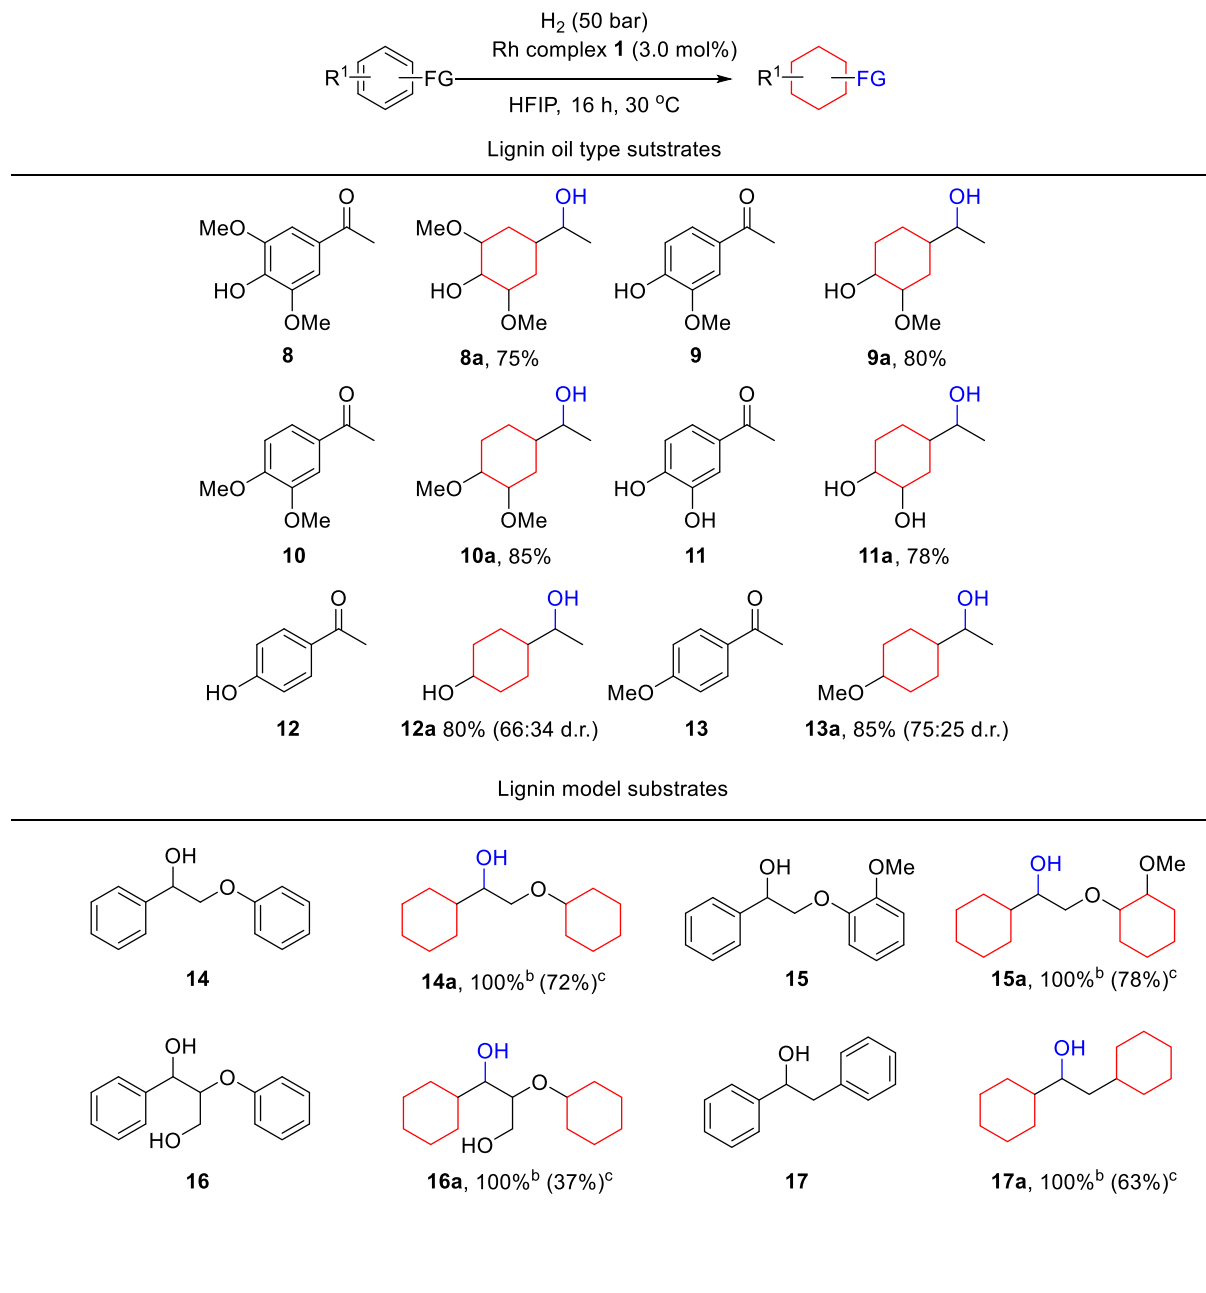 H2 (50 bar)
Rh complex 1 (3.0 mol%)
R1 FG R1 FG
HFIP, 16 h, 30 oC
Lignin oil type sutstrates
O OH O OH
MeO MeO
HO HO HO HO
OMe OMe OMe OMe
8 8a, 75% 9 9a, 80%
O OH O OH
MeO MeO HO HO
OMe OMe OH OH
10 10a, 85% 11 11a, 78%
O OH O OH
HO HO MeO MeO
12 12a 80% (66:34 d.r.) 13 13a, 85% (75:25 d.r.)
Lignin model substrates
OH OH OH OMe OH OMe
O O O O
14 14a, 100%b (72%)c 15 15a, 100%b (78%)c
OH OH OH OH
O O
HO HO
16 16a, 100%b (37%)c 17 17a, 100%b (63%)c